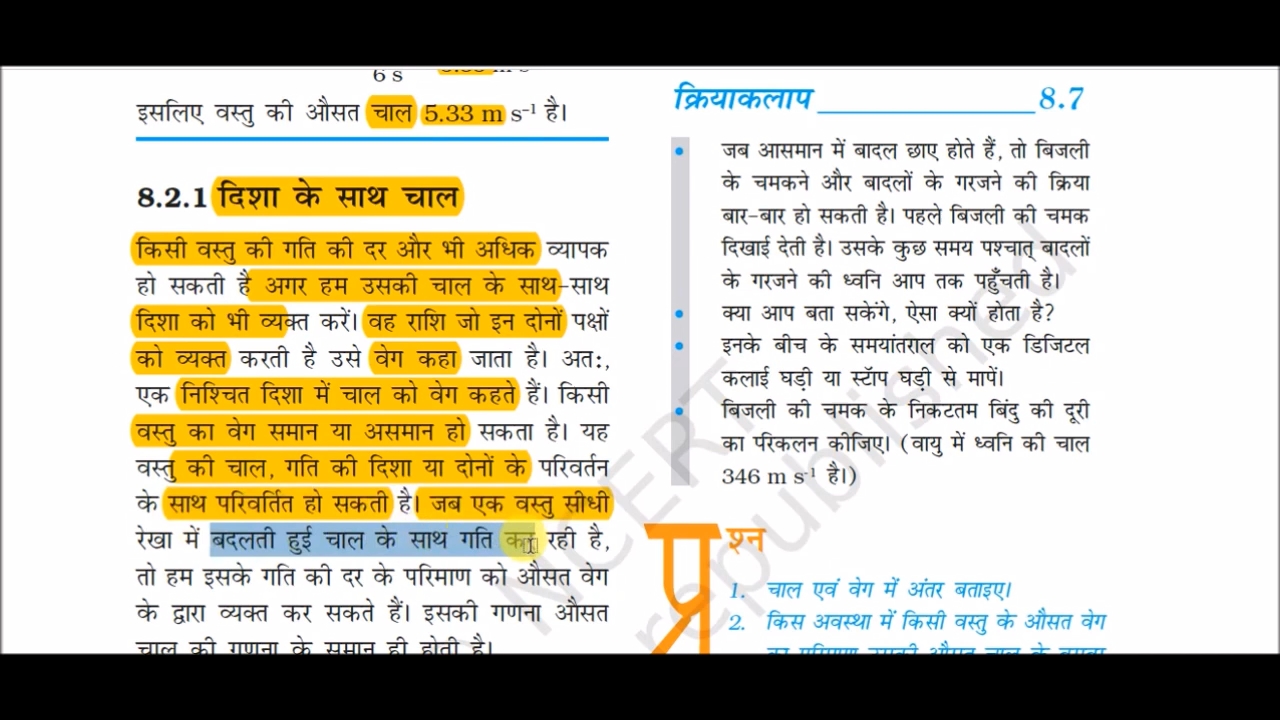 6 s
इसलिए वस्तु की औसत चाल 5.33 m s⁻¹ है।
8.2.1 दिशा के साथ चाल
किसी वस्तु की गति की दर और भी अधिक व्यापक
हो सकती है अगर हम उसकी चाल के साथ-साथ
दिशा को भी व्यक्त करें। वह राशि जो इन दोनों पक्षों
को व्यक्त करती है उसे वेग कहा जाता है। अत:,
एक निश्चित दिशा में चाल को वेग कहते हैं। किसी
वस्तु का वेग समान या असमान हो सकता है। यह
वस्तु की चाल, गति की दिशा या दोनों के परिवर्तन
के साथ परिवर्तित हो सकती है। जब एक वस्तु सीधी
रेखा में बदलती हुई चाल के साथ गति कर रही है,
तो हम इसके गति की दर के परिमाण को औसत वेग
के द्वारा व्यक्त कर सकते हैं। इसकी गणना औसत
चाल की गणना के समान ही होती है।
क्रियाकलाप 8.7
जब आसमान में बादल छाए होते हैं, तो बिजली
के चमकने और बादलों के गरजने की क्रिया
बार-बार हो सकती है। पहले बिजली की चमक
दिखाई देती है। उसके कुछ समय पश्चात् बादलों
के गरजने की ध्वनि आप तक पहुँचती है।
क्या आप बता सकेंगे, ऐसा क्यों होता है?
इनके बीच के समयांतराल को एक डिजिटल
कलाई घड़ी या स्टॉप घड़ी से मापें।
बिजली की चमक के निकटतम बिंदु की दूरी
का परिकलन कीजिए। (वायु में ध्वनि की चाल
346 m s⁻¹ है।)
प्रश्न
1. चाल एवं वेग में अंतर बताइए।
2. किस अवस्था में किसी वस्तु के औसत वेग
का परिमाण उसकी औसत चाल के बराबर
NCERT
republished